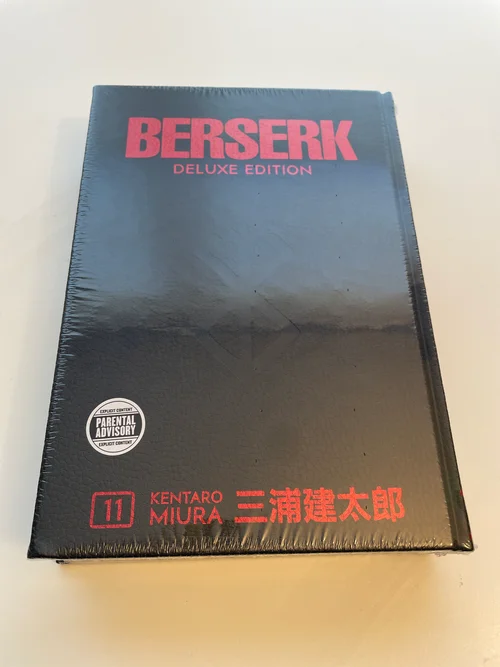 BERSERK
DELUXE EDITION
EXPLICIT CONTENT
PARENTAL
ADVISORY
EXPLICIT CONTENT
11
KENTARO
MIURA
三浦建太郎